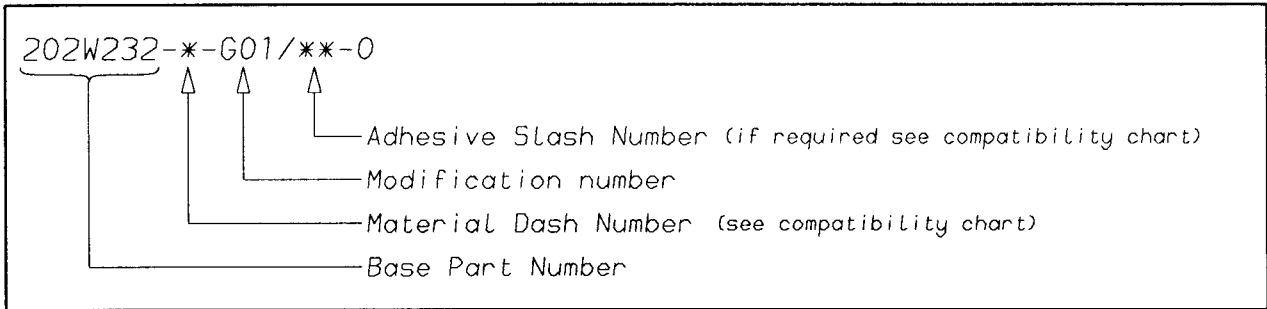 202W232-*-G01/**-0
Adhesive Slash Number (if required see compatibility chart)
Modification number
Material Dash Number (see compatibility chart)
Base Part Number